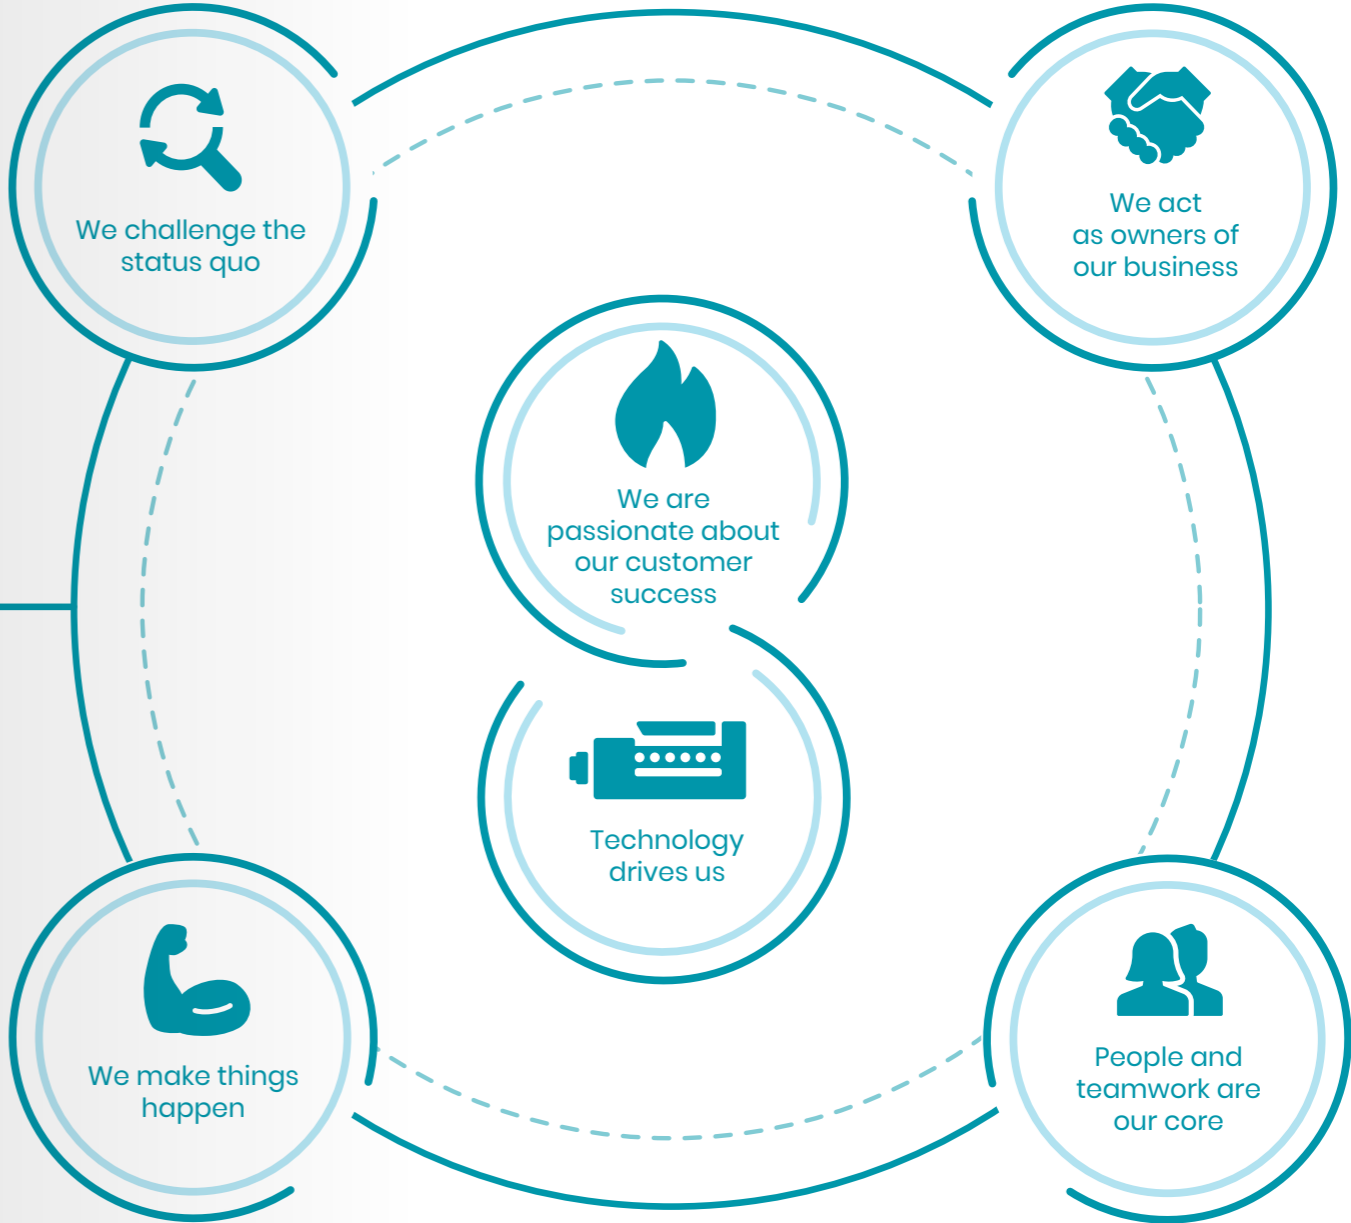 We challenge the
status quo
We act
as owners of
our business
We are
passionate about
our customer
success
Technology
drives us
We make things
happen
People and
teamwork are
our core